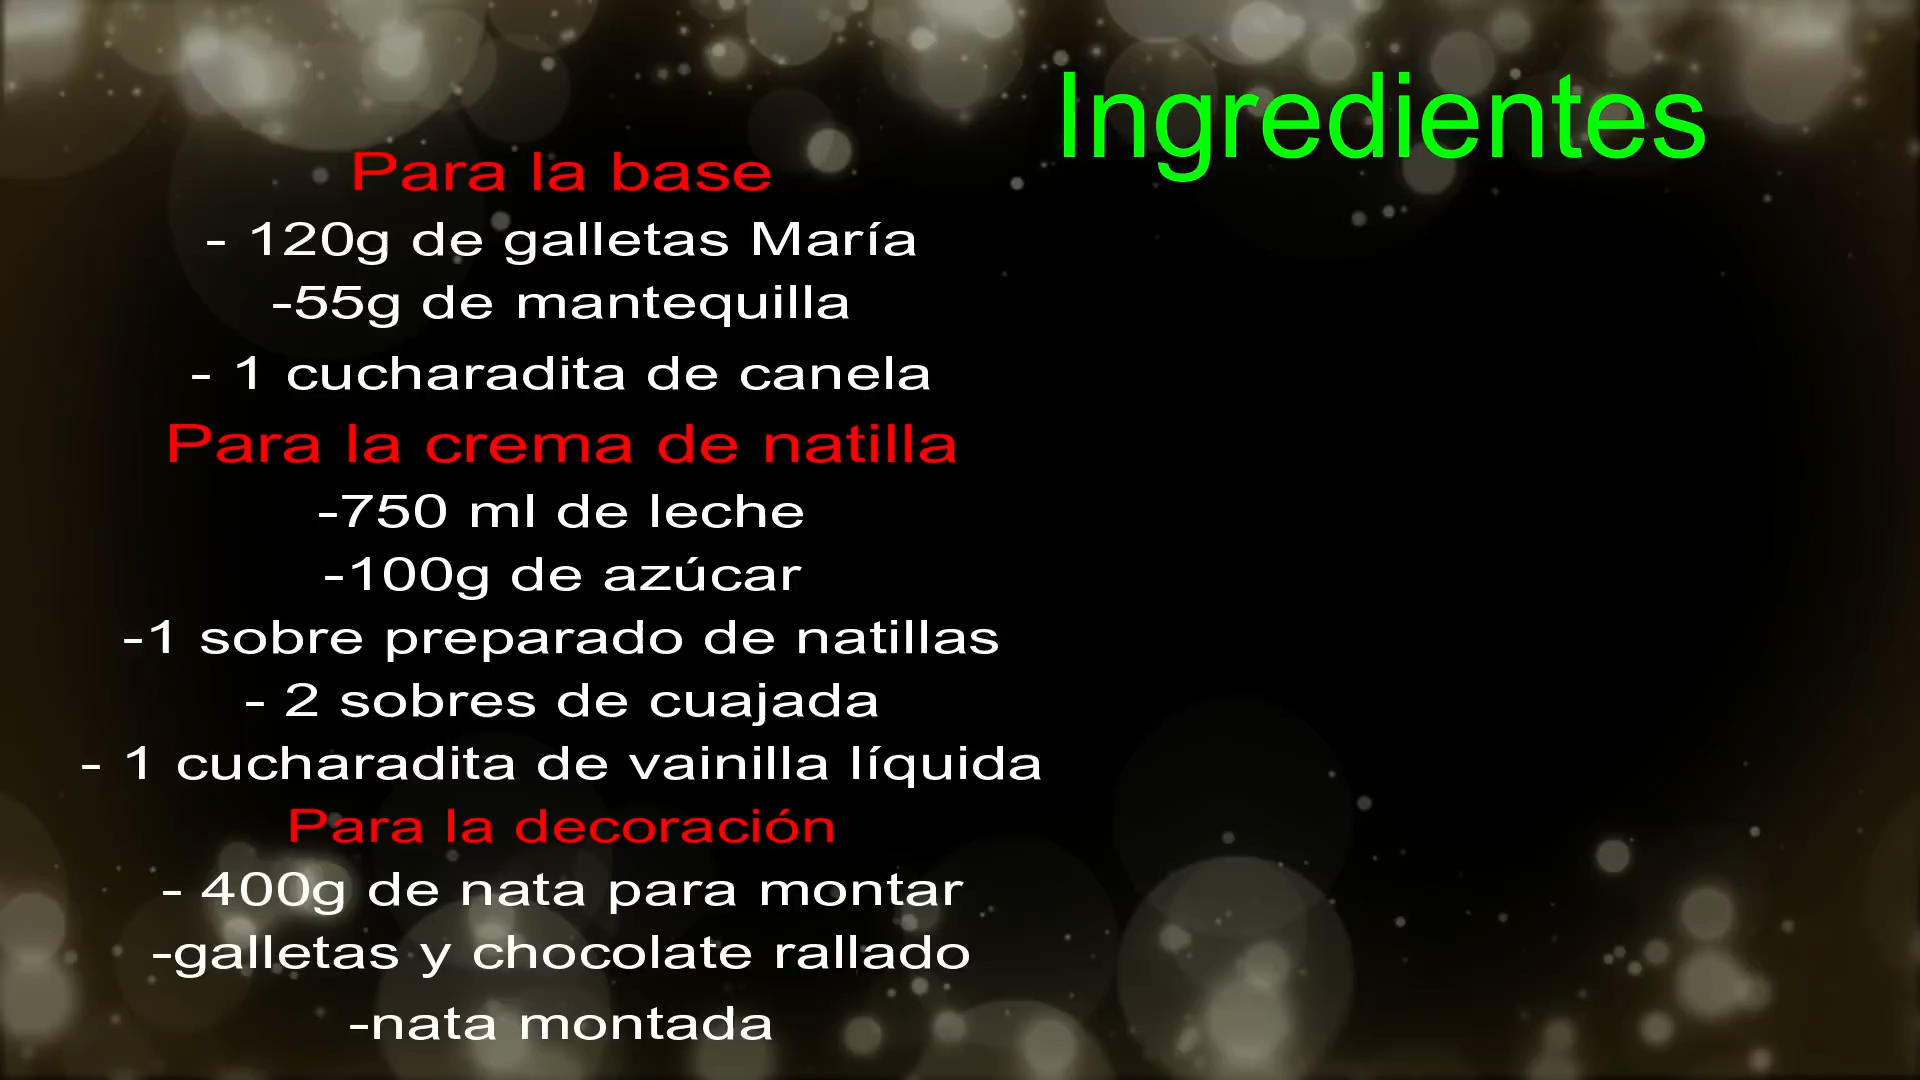 Ingredientes
Para la base
- 120g de galletas María
-55g de mantequilla
- 1 cucharadita de canela
Para la crema de natilla
-750 ml de leche
-100g de azúcar
-1 sobre preparado de natillas
- 2 sobres de cuajada
- 1 cucharadita de vainilla líquida
Para la decoración
- 400g de nata para montar
-galletas y chocolate rallado
-nata montada